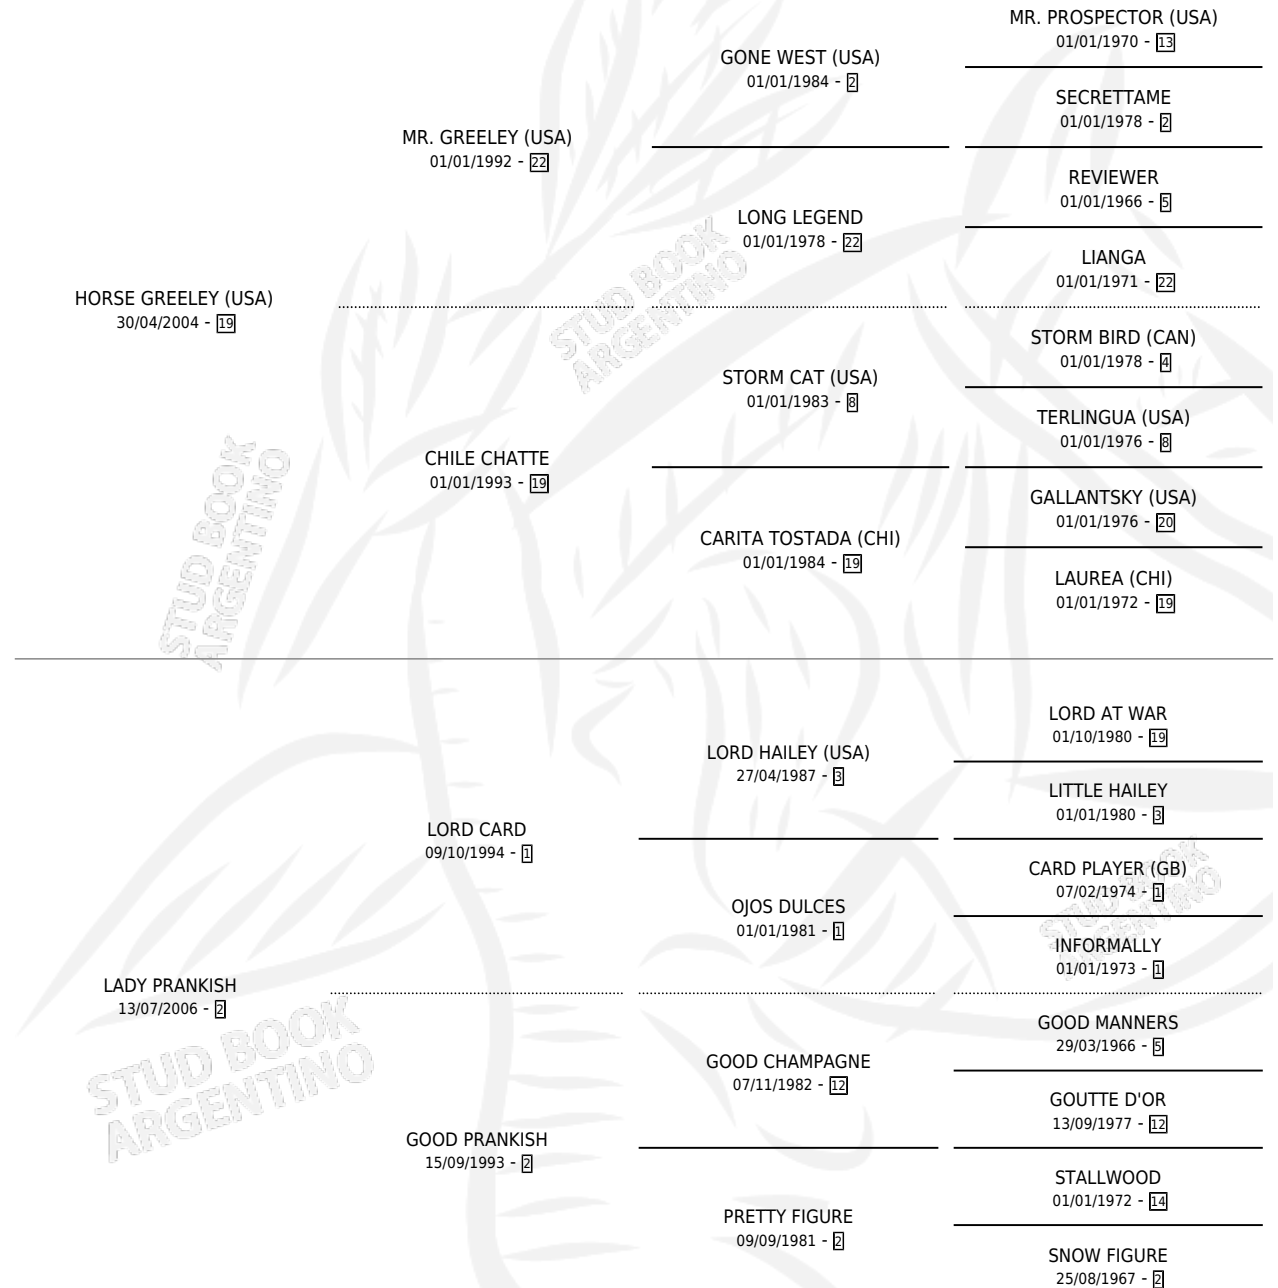 MR. PROSPECTOR (USA)
01/01/1970 - 13
GONE WEST (USA)
01/01/1984 - 2
SECRETTAME
01/01/1978 - 2
MR. GREELEY (USA)
01/01/1992 - 22
REVIEWER
01/01/1966 - 5
LONG LEGEND
01/01/1978 - 22
LIANGA
01/01/1971 - 22
HORSE GREELEY (USA)
30/04/2004 - 19
STUD BOOK
ARGENTINO
STORM BIRD (CAN)
01/01/1978 - 4
STORM CAT (USA)
01/01/1983 - 8
TERLINGUA (USA)
01/01/1976 - 8
CHILE CHATTE
01/01/1993 - 19
GALLANTSKY (USA)
01/01/1976 - 20
CARITA TOSTADA (CHI)
01/01/1984 - 19
LAUREA (CHI)
01/01/1972 - 19
STUD BOOK
ARGENTINO
LORD AT WAR
01/10/1980 - 19
LORD HAILEY (USA)
27/04/1987 - 3
LITTLE HAILEY
01/01/1980 - 3
LORD CARD
09/10/1994 - 1
CARD PLAYER (GB)
07/02/1974 - 1
OJOS DULCES
01/01/1981 - 1
STUD BOOK
ARGENTINO
INFORMALLY
01/01/1973 - 1
LADY PRANKISH
13/07/2006 - 2
STUD BOOK
ARGENTINO
GOOD MANNERS
29/03/1966 - 5
GOOD CHAMPAGNE
07/11/1982 - 12
GOUTTE D'OR
13/09/1977 - 12
GOOD PRANKISH
15/09/1993 - 2
STALLWOOD
01/01/1972 - 14
PRETTY FIGURE
09/09/1981 - 2
SNOW FIGURE
25/08/1967 - 2